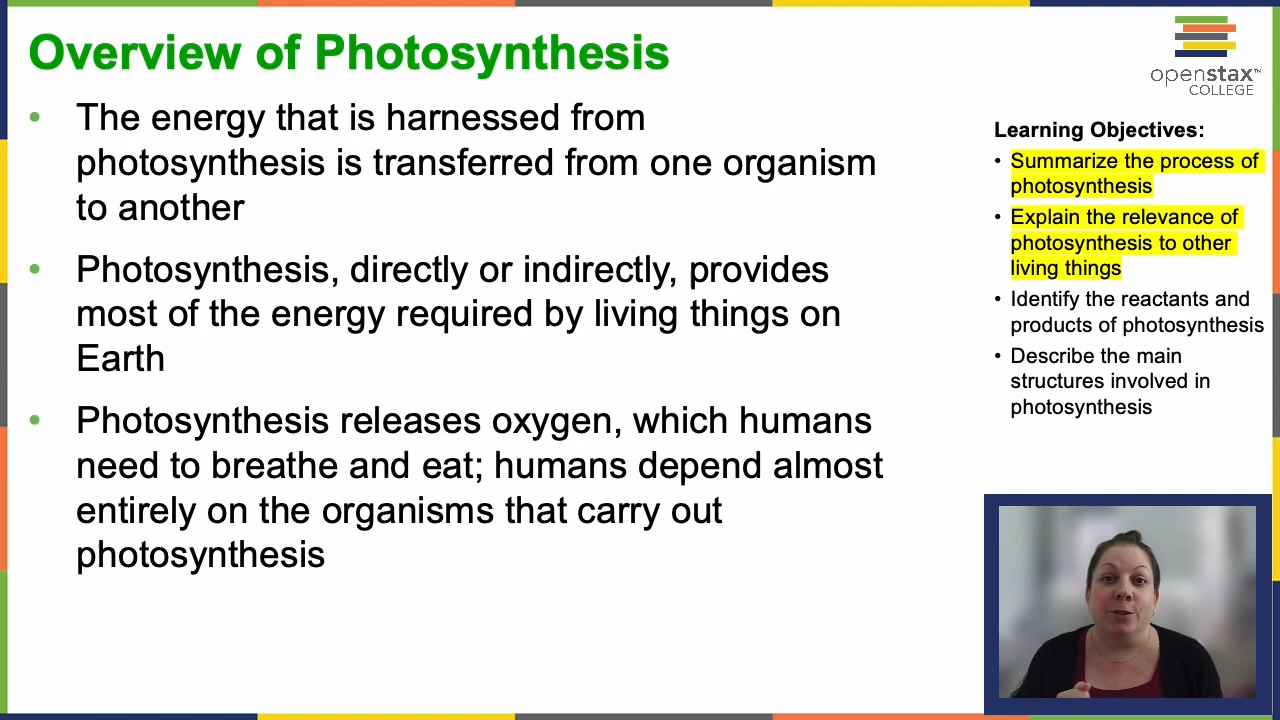 Overview of Photosynthesis
• The energy that is harnessed from
photosynthesis is transferred from one organism
to another
• Photosynthesis, directly or indirectly, provides
most of the energy required by living things on
Earth
• Photosynthesis releases oxygen, which humans
need to breathe and eat; humans depend almost
entirely on the organisms that carry out
photosynthesis
openstax™
COLLEGE
Learning Objectives:
• Summarize the process of
photosynthesis
• Explain the relevance of
photosynthesis to other
living things
• Identify the reactants and
products of photosynthesis
• Describe the main
structures involved in
photosynthesis